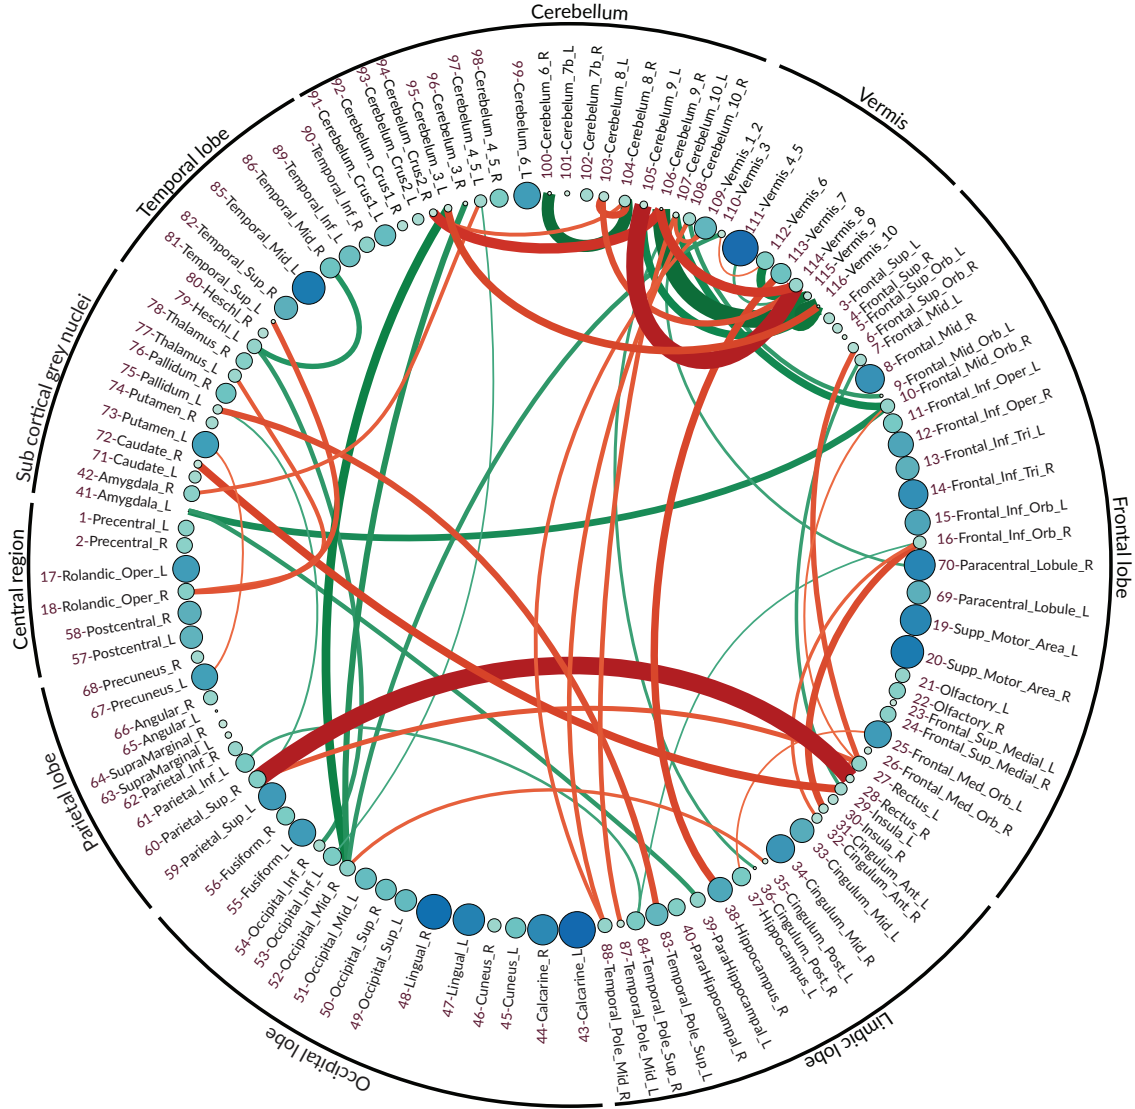 Cerebellum
Vermis
Frontal lobe
Limbic lobe
Occipital lobe
Parietal lobe
Central region
Sub cortical grey nuclei
Temporal lobe
91-Cerebelum_Crus1_L
92-Cerebelum_Crus1_R
93-Cerebelum_Crus2_L
94-Cerebelum_Crus2_R
95-Cerebelum_3_L
96-Cerebelum_3_R
97-Cerebelum_4_5_L
98-Cerebelum_4_5_R
99-Cerebelum_6_L
100-Cerebelum_6_R
101-Cerebelum_7b_L
102-Cerebelum_7b_R
103-Cerebelum_8_L
104-Cerebelum_8_R
105-Cerebelum_9_L
106-Cerebelum_9_R
107-Cerebelum_10_L
108-Cerebelum_10_R
109-Vermis_1_2
110-Vermis_3
111-Vermis_4_5
112-Vermis_6
113-Vermis_7
114-Vermis_8
115-Vermis_9
116-Vermis_10
3-Frontal_Sup_L
4-Frontal_Sup_R
5-Frontal_Sup_Orb_L
6-Frontal_Sup_Orb_R
7-Frontal_Mid_L
8-Frontal_Mid_R
9-Frontal_Mid_Orb_L
10-Frontal_Mid_Orb_R
11-Frontal_Inf_Oper_L
12-Frontal_Inf_Oper_R
13-Frontal_Inf_Tri_L
14-Frontal_Inf_Tri_R
15-Frontal_Inf_Orb_L
16-Frontal_Inf_Orb_R
70-Paracentral_Lobule_R
69-Paracentral_Lobule_L
19-Supp_Motor_Area_L
20-Supp_Motor_Area_R
21-Olfactory_L
22-Olfactory_R
23-Frontal_Sup_Medial_L
24-Frontal_Sup_Medial_R
25-Frontal_Med_Orb_L
26-Frontal_Med_Orb_R
27-Rectus_L
28-Rectus_R
29-Insula_L
30-Insula_R
31-Cingulum_Ant_L
32-Cingulum_Ant_R
33-Cingulum_Mid_L
34-Cingulum_Mid_R
35-Cingulum_Post_L
36-Cingulum_Post_R
37-Hippocampus_L
38-Hippocampus_R
39-ParaHippocampal_L
40-ParaHippocampal_R
83-Temporal_Pole_Sup_L
84-Temporal_Pole_Sup_R
87-Temporal_Pole_Mid_L
88-Temporal_Pole_Mid_R
43-Calcarine_L
44-Calcarine_R
45-Cuneus_L
46-Cuneus_R
47-Lingual_L
48-Lingual_R
49-Occipital_Sup_L
50-Occipital_Sup_R
51-Occipital_Mid_L
52-Occipital_Mid_R
53-Occipital_Inf_L
54-Occipital_Inf_R
55-Fusiform_L
56-Fusiform_R
59-Parietal_Sup_L
60-Parietal_Sup_R
61-Parietal_Inf_L
62-Parietal_Inf_R
63-SupraMarginal_L
64-SupraMarginal_R
65-Angular_L
66-Angular_R
67-Precuneus_L
68-Precuneus_R
57-Postcentral_L
58-Postcentral_R
18-Rolandic_Oper_R
17-Rolandic_Oper_L
2-Precentral_R
1-Precentral_L
41-Amygdala_L
42-Amygdala_R
71-Caudate_L
72-Caudate_R
73-Putamen_L
74-Putamen_R
75-Pallidum_L
76-Pallidum_R
77-Thalamus_L
78-Thalamus_R
79-Heschl_L
80-Heschl_R
81-Temporal_Sup_L
82-Temporal_Sup_R
85-Temporal_Mid_L
86-Temporal_Mid_R
89-Temporal_Inf_L
90-Temporal_Inf_R